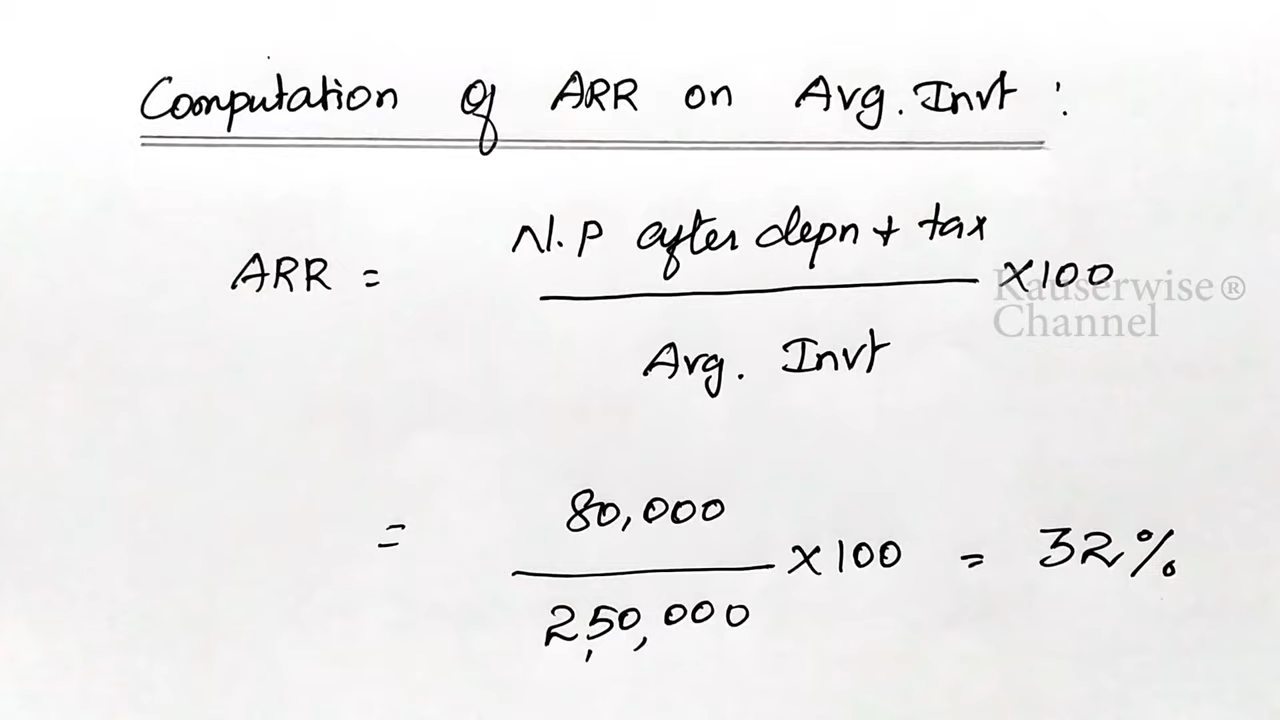 Computation of ARR on Avg. Invt :
N.P after depn & tax
ARR = ———— X100
Avg. Invt
Kauserwise®
Channel
80,000
= ———— X100 = 32%
2,50,000